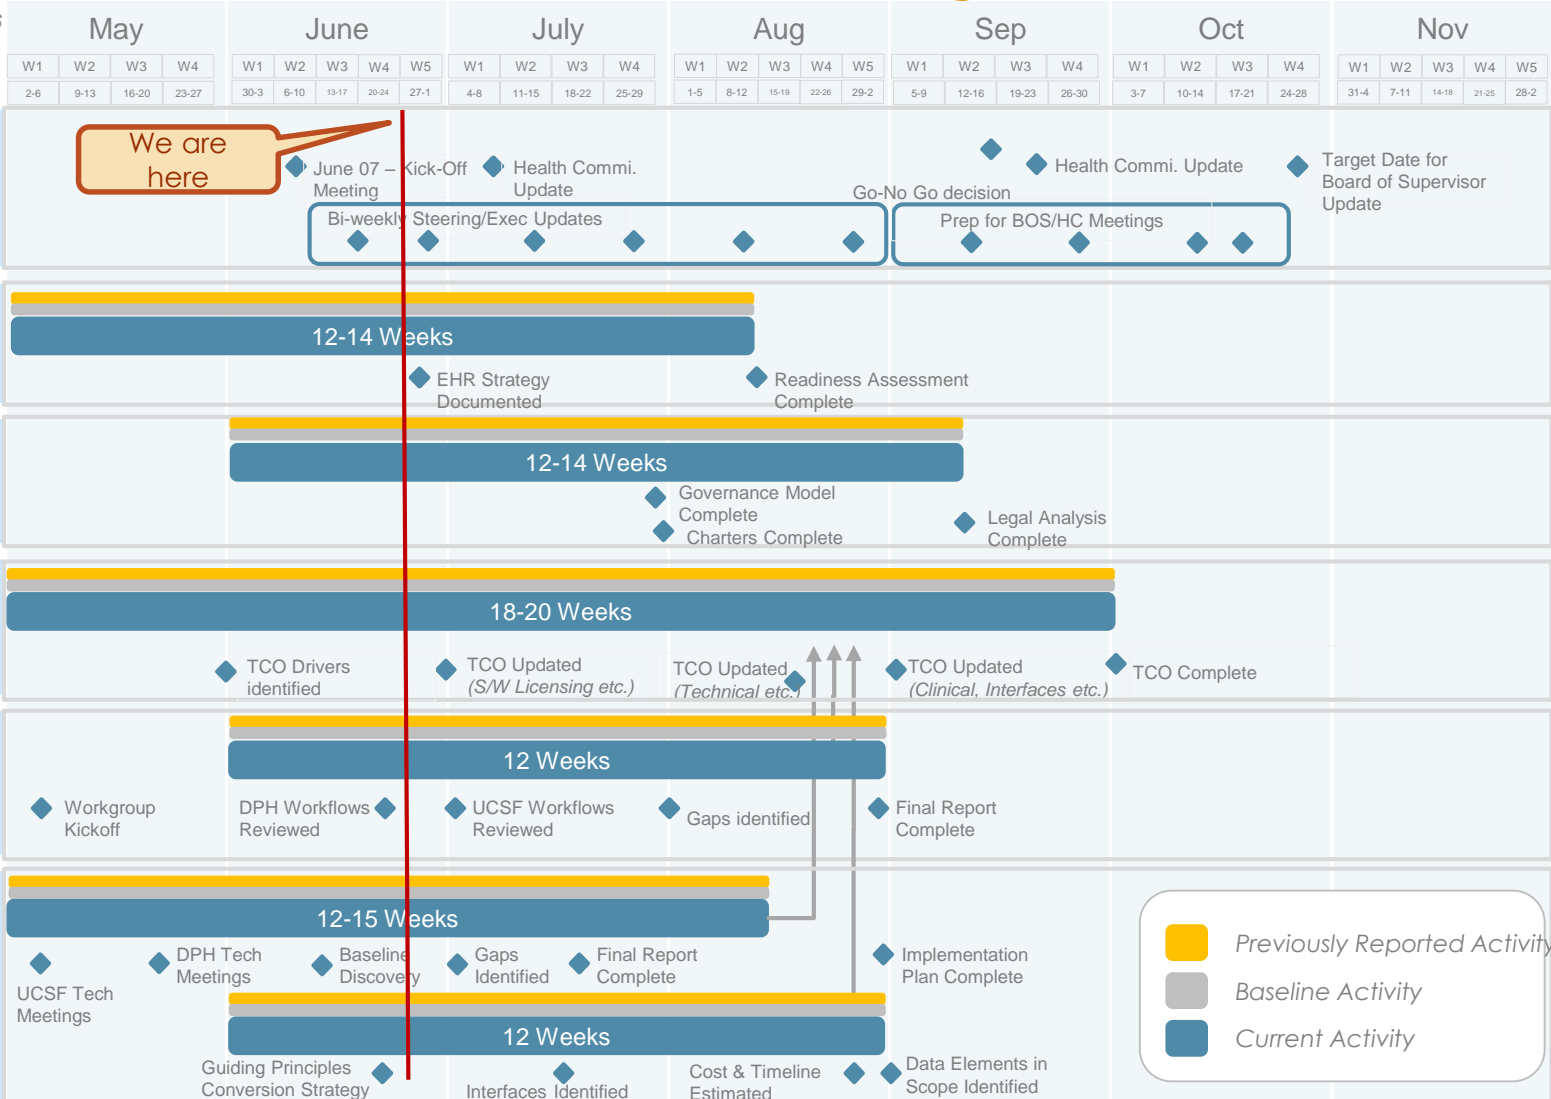 May June July Aug Sep Oct Nov
W1 W2 W3 W4 W1 W2 W3 W4 W5 W1 W2 W3 W4 W1 W2 W3 W4 W5 W1 W2 W3 W4 W1 W2 W3 W4 W1 W2 W3 W4 W5
2-6 9-13 16-20 23-27 30-3 6-10 13-17 20-24 27-1 4-8 11-15 18-22 25-29 1-5 8-12 15-19 22-26 29-2 5-9 12-16 19-23 26-30 3-7 10-14 17-21 24-28 31-4 7-11 14-18 21-25 28-2
We are
here
June 07 – Kick-Off
Meeting
Health Commi.
Update
Go-No Go decision
Health Commi. Update
Target Date for
Board of Supervisor
Update
Bi-weekly Steering/Exec Updates
Prep for BOS/HC Meetings
12-14 Weeks
EHR Strategy
Documented
Readiness Assessment
Complete
12-14 Weeks
Governance Model
Complete
Charters Complete
Legal Analysis
Complete
18-20 Weeks
TCO Drivers
identified
TCO Updated
(S/W Licensing etc.)
TCO Updated
(Technical etc.)
TCO Updated
(Clinical, Interfaces etc.)
TCO Complete
12 Weeks
Workgroup
Kickoff
DPH Workflows
Reviewed
UCSF Workflows
Reviewed
Gaps identified
Final Report
Complete
12-15 Weeks
UCSF Tech
Meetings
DPH Tech
Meetings
Baseline
Discovery
Gaps
Identified
Final Report
Complete
Implementation
Plan Complete
12 Weeks
Guiding Principles
Conversion Strategy
Interfaces Identified
Cost & Timeline
Estimated
Data Elements in
Scope Identified
Previously Reported Activity
Baseline Activity
Current Activity